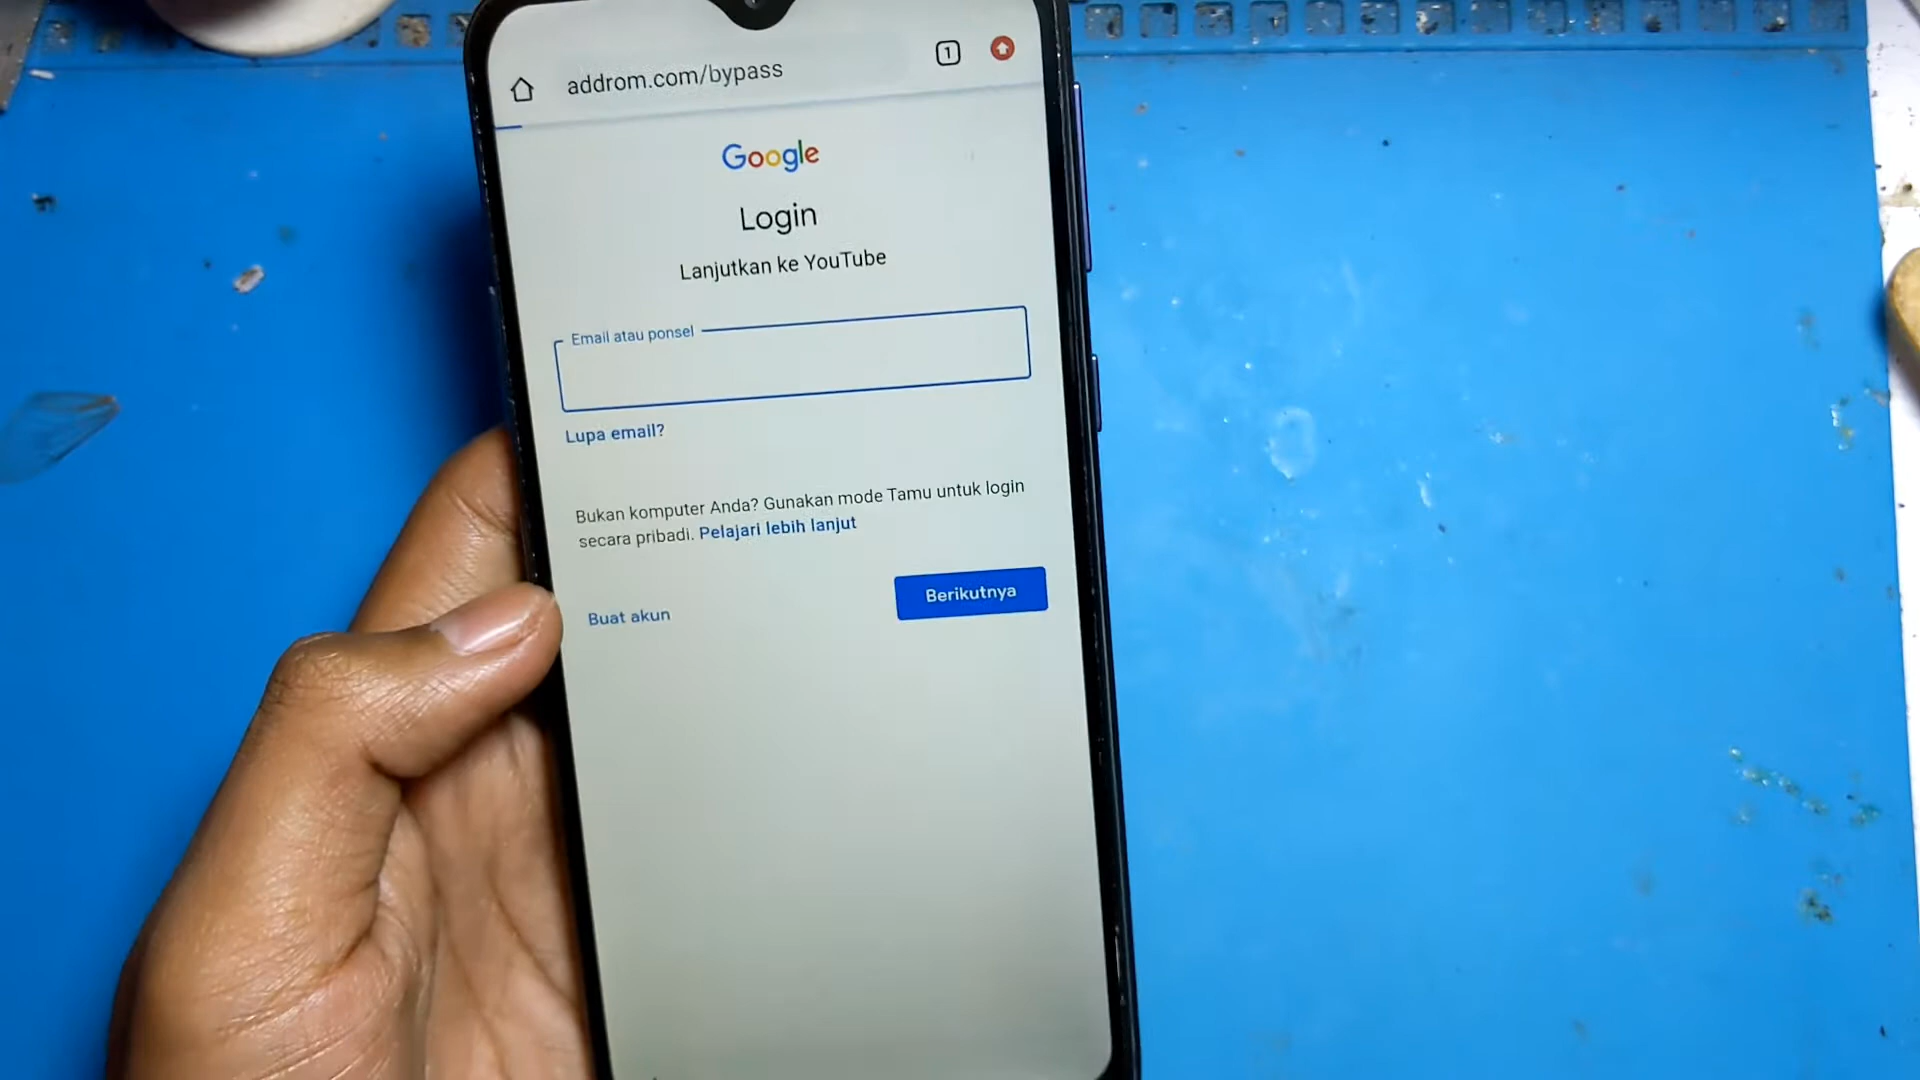 addrom.com/bypass
1
Google
Login
Lanjutkan ke YouTube
Email atau ponsel
Lupa email?
Bukan komputer Anda? Gunakan mode Tamu untuk login
secara pribadi. Pelajari lebih lanjut
Buat akun
Berikutnya